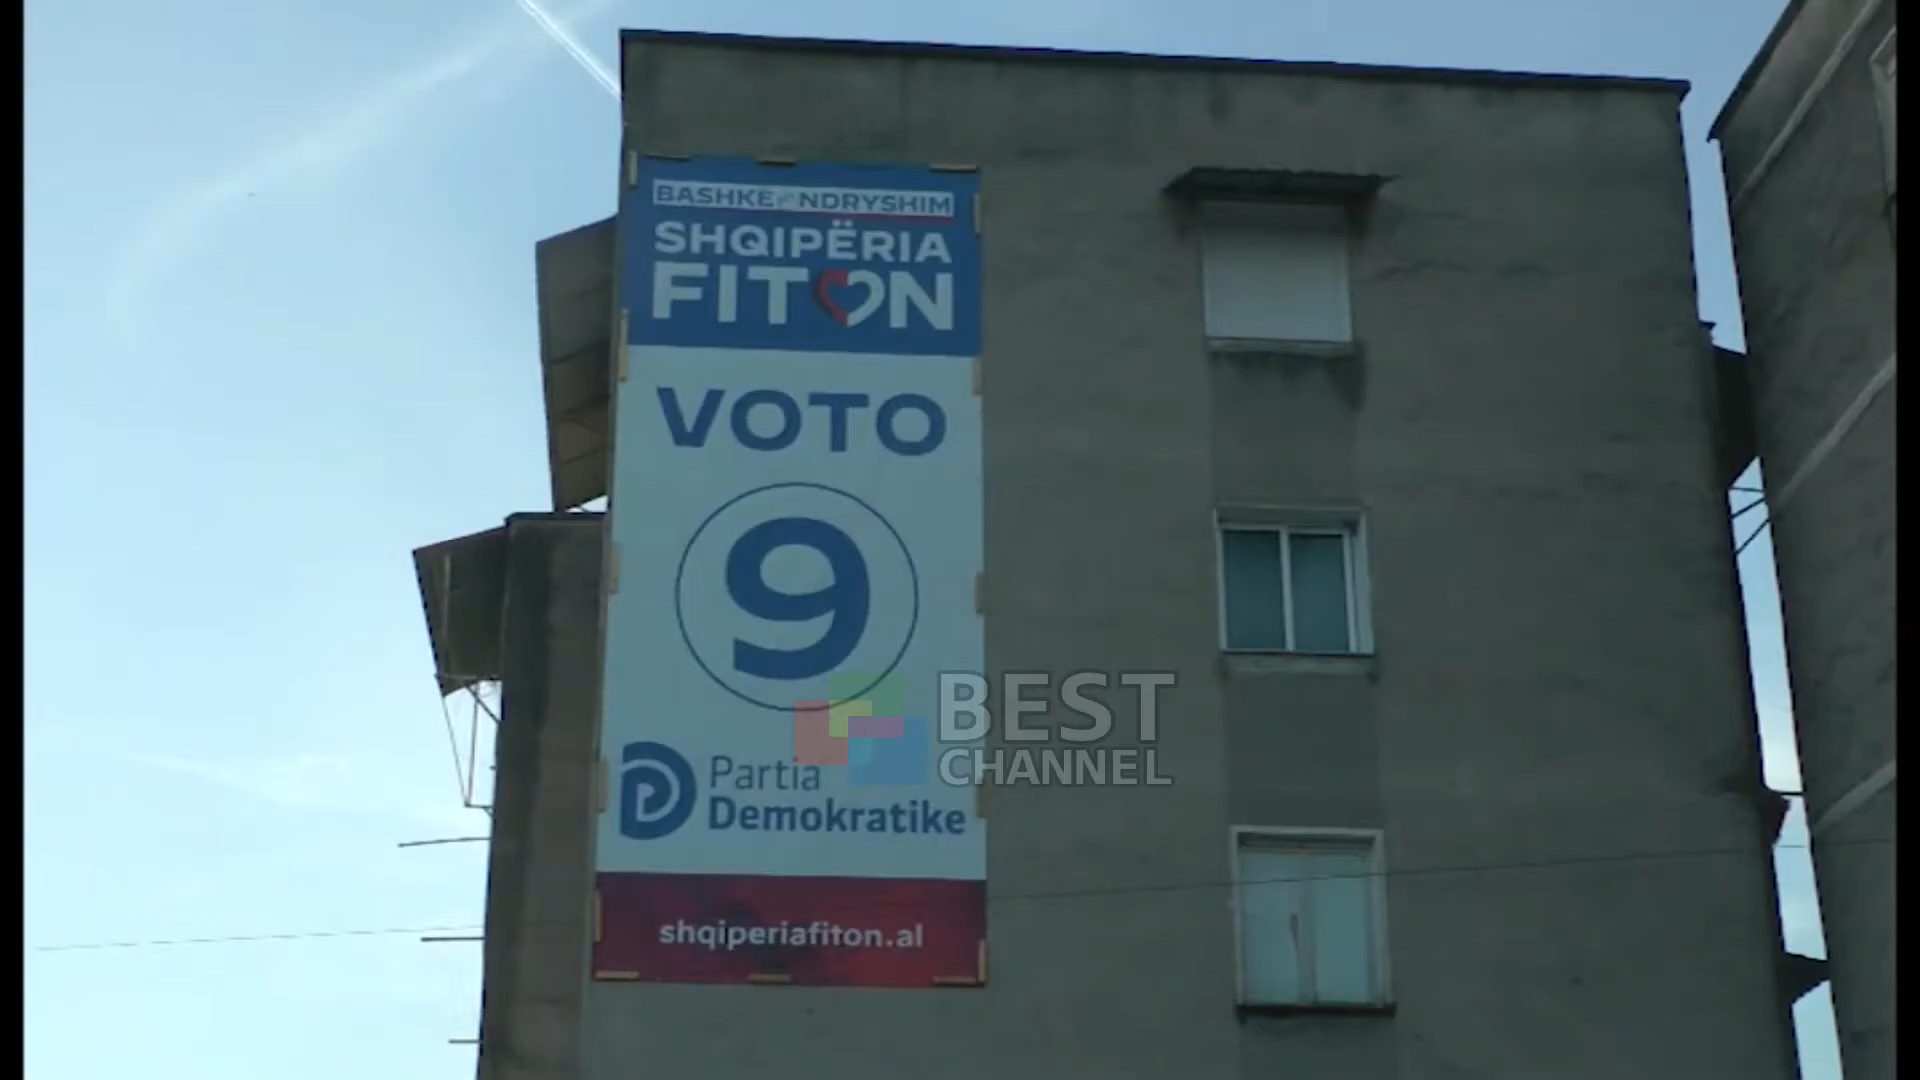 BASHKE NDRYSHIM
SHQIPËRIA
FITON
VOTO
9
Partia
Demokratike
shqiperiafiton.al
BEST
CHANNEL